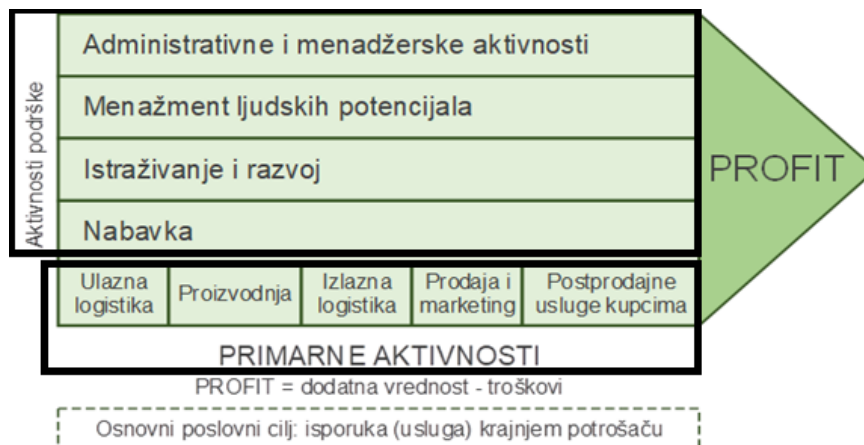 Aktivnosti podrške
Administrativne i menadžerske aktivnosti
Menažment ljudskih potencijala
Istraživanje i razvoj
Nabavka
PROFIT
Ulazna
logistika
Proizvodnja
Izlazna
logistika
Prodaja i
marketing
Postprodajne
usluge kupcima
PRIMARNE AKTIVNOSTI
PROFIT = dodatna vrednost - troškovi
Osnovni poslovni cilj: isporuka (usluga) krajnjem potrošaču